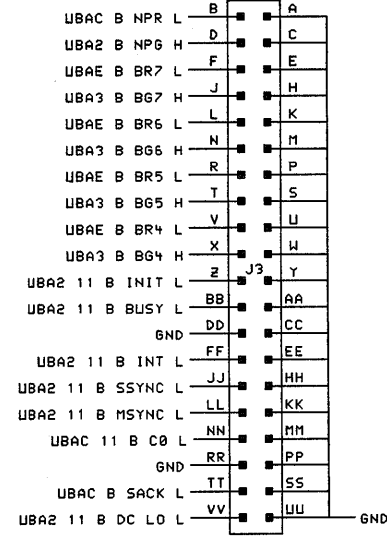 UBAC B NPR L B A
UBA2 B NPG H D C
UBAE B BR7 L F E
UBA3 B BG7 H J H
UBAE B BR6 L L K
UBA3 B BG6 H N M
UBAE B BR5 L R P
UBA3 B BG5 H T S
UBAE B BR4 L V U
UBA3 B BG4 H X W
UBA2 11 B INIT L Z J3 Y
UBA2 11 B BUSY L BB AA
GND DD CC
UBA2 11 B INT L FF EE
UBA2 11 B SSYNC L JJ HH
UBA2 11 B MSYNC L LL KK
UBAC 11 B C0 L NN MM
GND RR PP
UBAC B SACK L TT SS
UBA2 11 B DC LO L VV UU GND